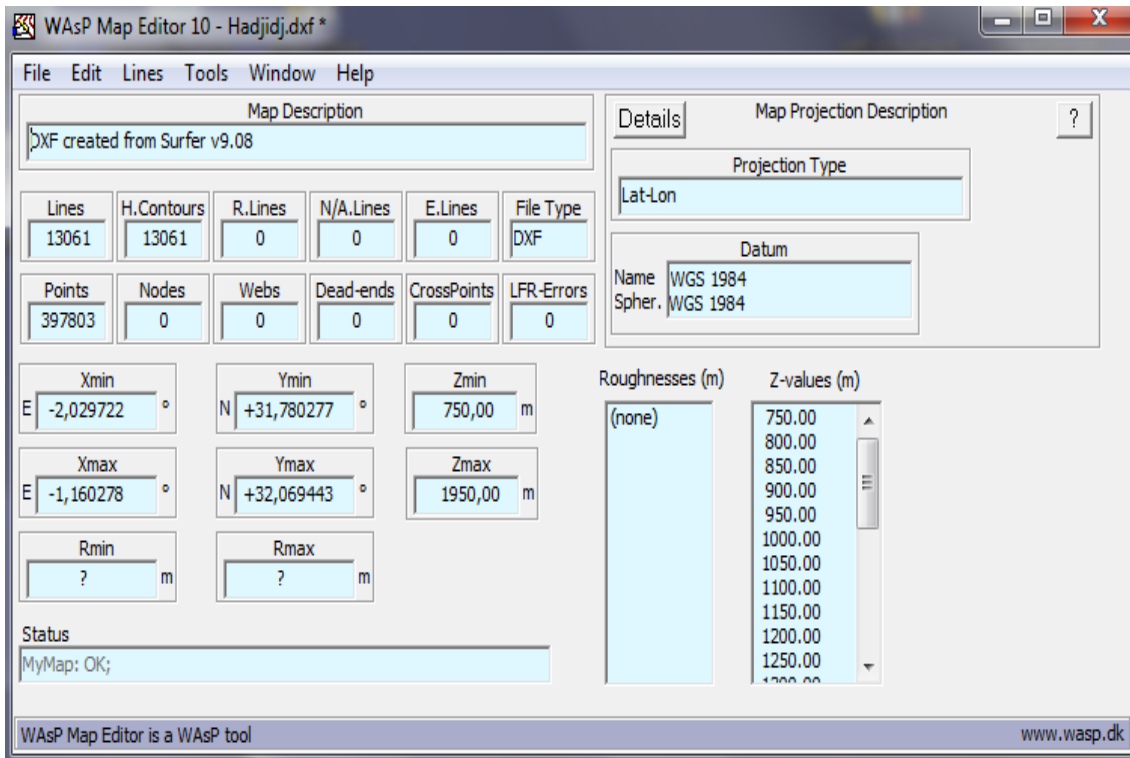 WAsP Map Editor 10 - Hadjidj.dxf *
File Edit Lines Tools Window Help
Map Description
DXF created from Surfer v9.08
Details
Map Projection Description
?
Projection Type
Lat-Lon
Datum
Name WGS 1984
Spher. WGS 1984
Lines H.Contours R.Lines N/A.Lines E.Lines File Type
13061 13061 0 0 0 DXF
Points Nodes Webs Dead-ends CrossPoints LFR-Errors
397803 0 0 0 0 0
Xmin Ymin Zmin
E -2,029722 ° N +31,780277 ° 750,00 m
Xmax Ymax Zmax
E -1,160278 ° N +32,069443 ° 1950,00 m
Rmin Rmax
? m ? m
Roughnesses (m)
(none)
Z-values (m)
750.00
800.00
850.00
900.00
950.00
1000.00
1050.00
1100.00
1150.00
1200.00
1250.00
Status
MyMap: OK;
WAsP Map Editor is a WAsP tool
www.wasp.dk